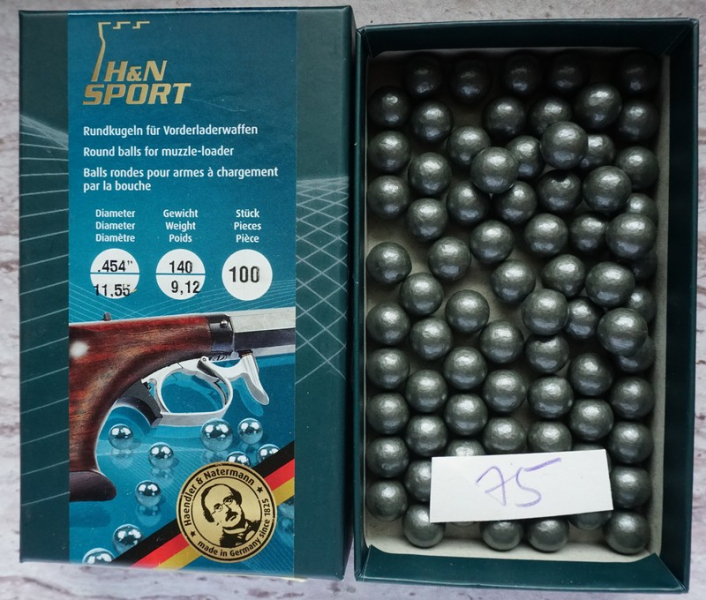 H&N
SPORT
Rundkugeln für Vorderladerwaffen
Round balls for muzzle-loader
Balls rondes pour armes à chargement
par la bouche
Diameter Gewicht Stück
Diameter Weight Pieces
Diamètre Poids Pièce
.454" 140 100
11.55 9,12
Haendler & Natermann
made in Germany since 1825
75